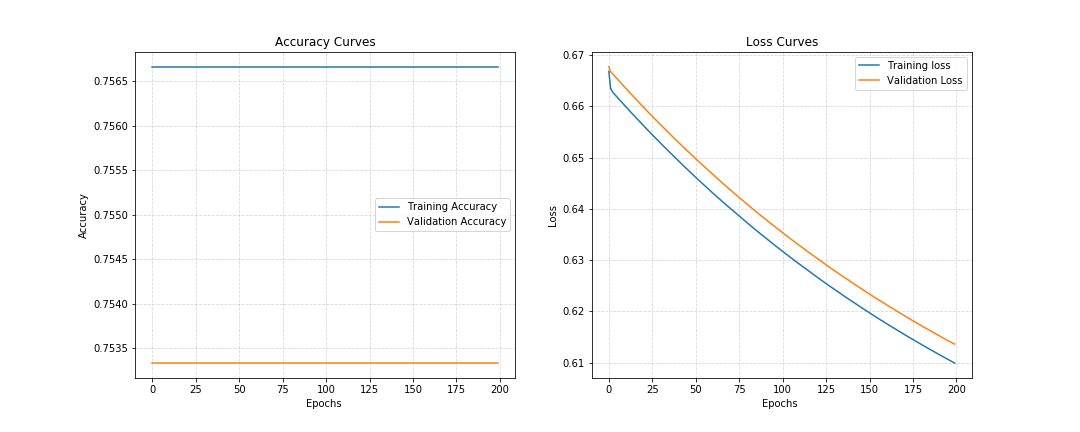 Accuracy Curves
0.7565
0.7560
0.7555
0.7550
0.7545
0.7540
0.7535
Accuracy
Training Accuracy
Validation Accuracy
0 25 50 75 100 125 150 175 200
Epochs
Loss Curves
0.67
0.66
0.65
0.64
0.63
0.62
0.61
Loss
Training loss
Validation Loss
0 25 50 75 100 125 150 175 200
Epochs